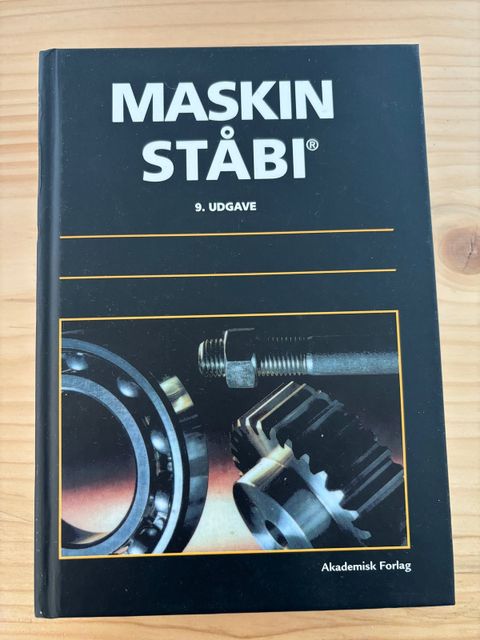 MASKIN
STÅBI®
9. UDGAVE
Akademisk Forlag